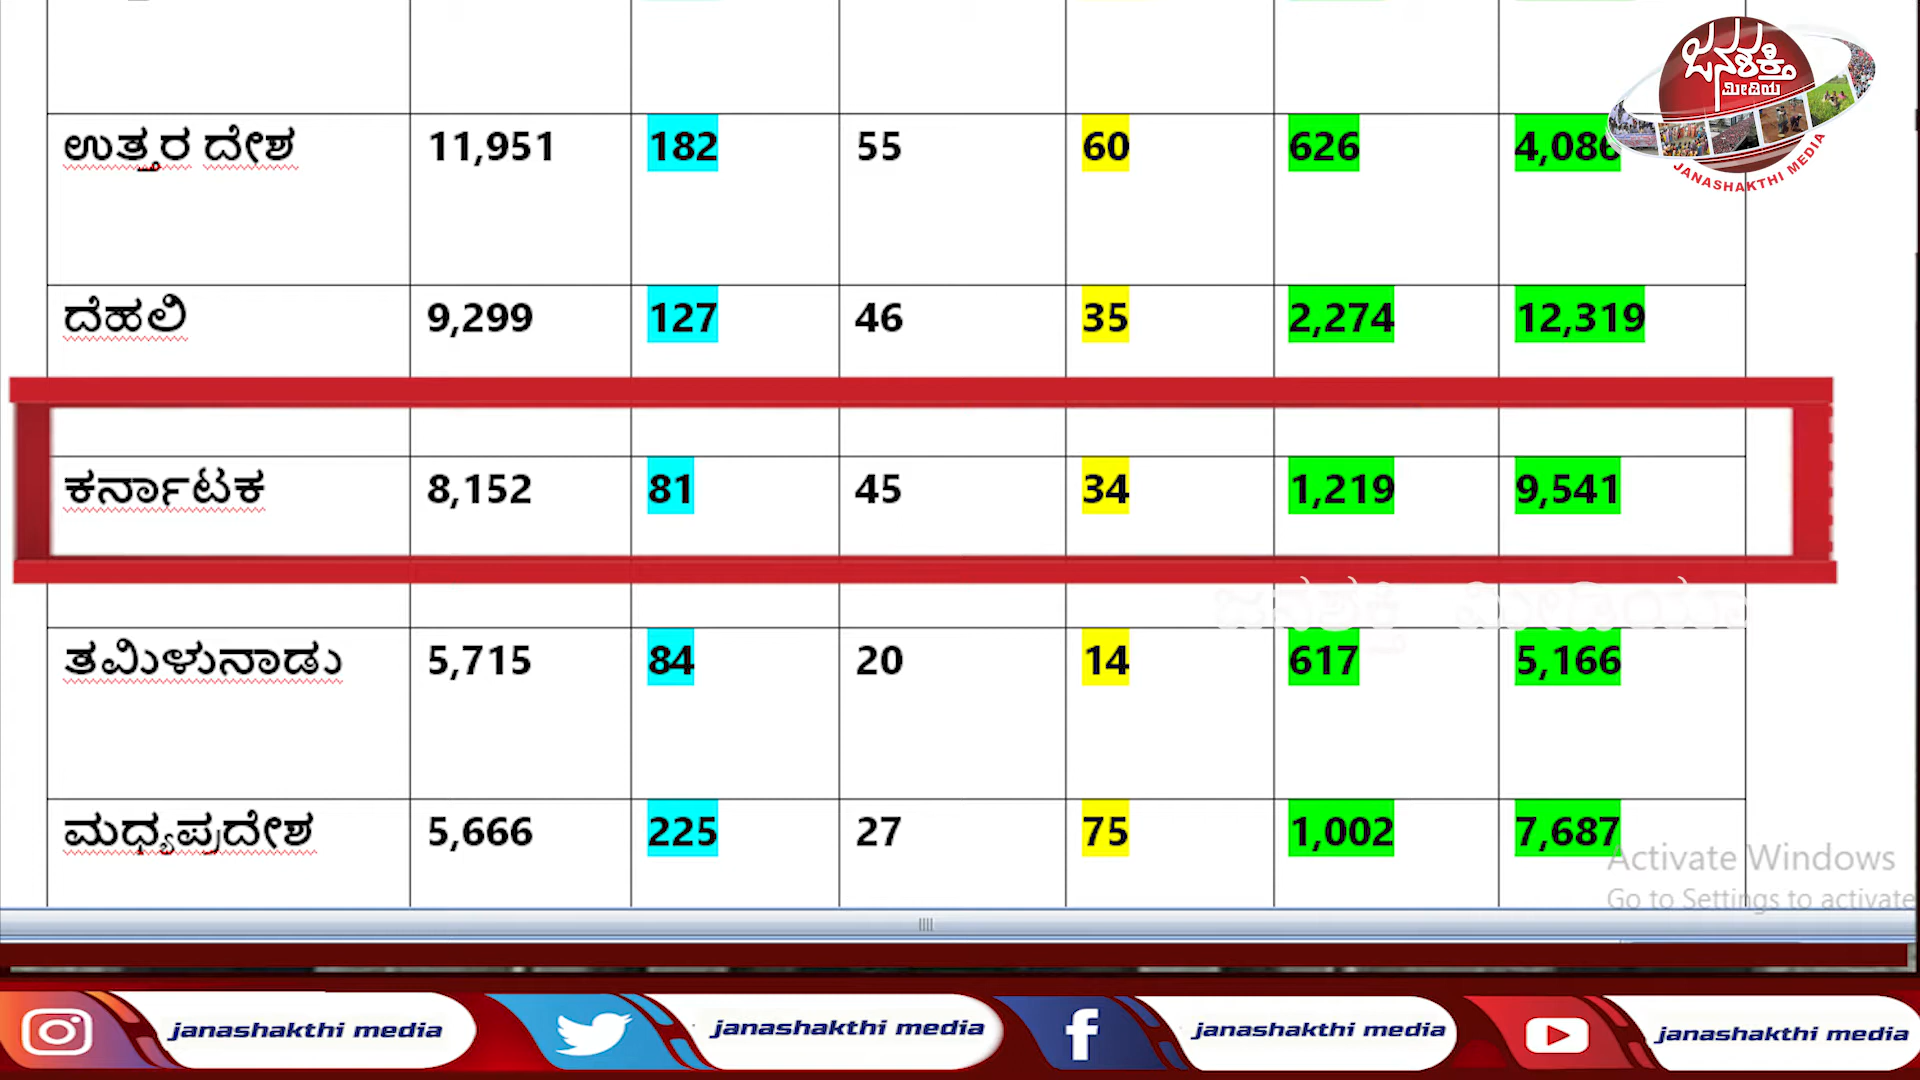 ಜನಶಕ್ತಿ
ಮೀಡಿಯ
JANASHAKTHI MEDIA
ಉತ್ತರ ದೇಶ 11,951 182 55 60 626 4,086
ದೆಹಲಿ 9,299 127 46 35 2,274 12,319
ಕರ್ನಾಟಕ 8,152 81 45 34 1,219 9,541
ಜನಶಕ್ತಿ ಮೀಡಿಯಾ
ತಮಿಳುನಾಡು 5,715 84 20 14 617 5,166
ಮಧ್ಯಪ್ರದೇಶ 5,666 225 27 75 1,002 7,687
Activate Windows
Go to Settings to activate
janashakthi media janashakthi media janashakthi media janashakthi media